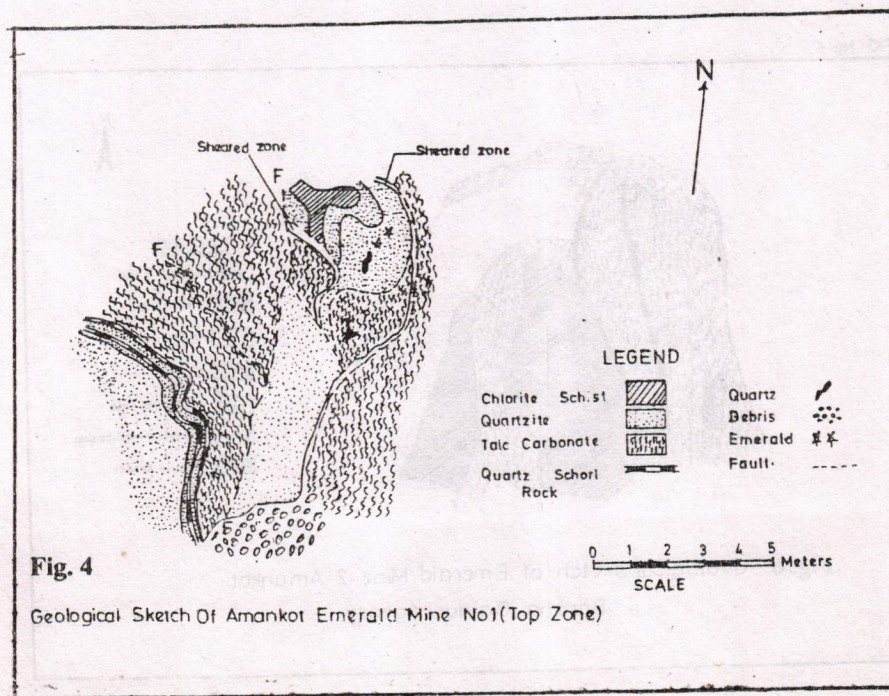 N
Sheared zone
Sheared zone
F
F
F
LEGEND
Chlorite Schist
Quartzite
Talc Carbonate
Quartz Schorl
Rock
Quartz
Debris
Emerald
Fault
0 1 2 3 4 5 Meters
SCALE
Fig. 4
Geological Sketch Of Amankot Emerald Mine No1(Top Zone)